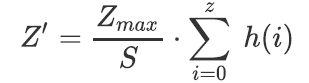 Z' = \frac{Z_{max}}{S} \cdot \sum_{i=0}^{z} h(i)